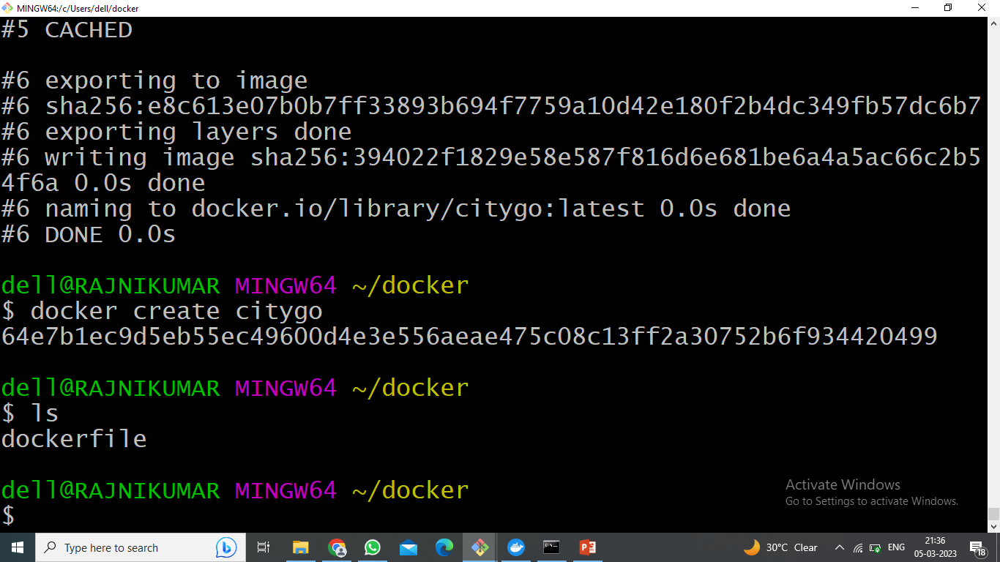 MINGW64:/c/Users/dell/docker
#5 CACHED
#6 exporting to image
#6 sha256:e8c613e07b0b7ff33893b694f7759a10d42e180f2b4dc349fb57dc6b7
#6 exporting layers done
#6 writing image sha256:394022f1829e58e587f816d6e681be6a4a5ac66c2b5
4f6a 0.0s done
#6 naming to docker.io/library/citygo:latest 0.0s done
#6 DONE 0.0s
dell@RAJNIKUMAR MINGW64 ~/docker
$ docker create citygo
64e7b1ec9d5eb55ec49600d4e3e556aeae475c08c13ff2a30752b6f934420499
dell@RAJNIKUMAR MINGW64 ~/docker
$ ls
dockerfile
dell@RAJNIKUMAR MINGW64 ~/docker
$
Activate Windows
Go to Settings to activate Windows.
Type here to search
30°C Clear
ENG
21:36
05-03-2023
18